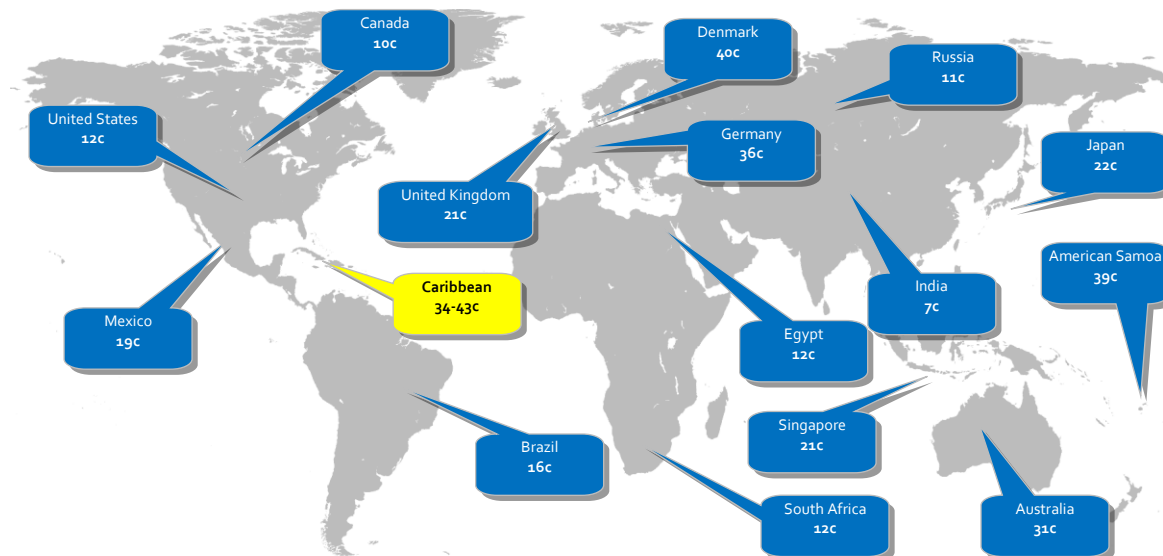 Canada
10c
Denmark
40c
Russia
11c
United States
12c
Germany
36c
Japan
22c
United Kingdom
21c
American Samoa
39c
Caribbean
34-43c
India
7c
Mexico
19c
Egypt
12c
Singapore
21c
Brazil
16c
South Africa
12c
Australia
31c